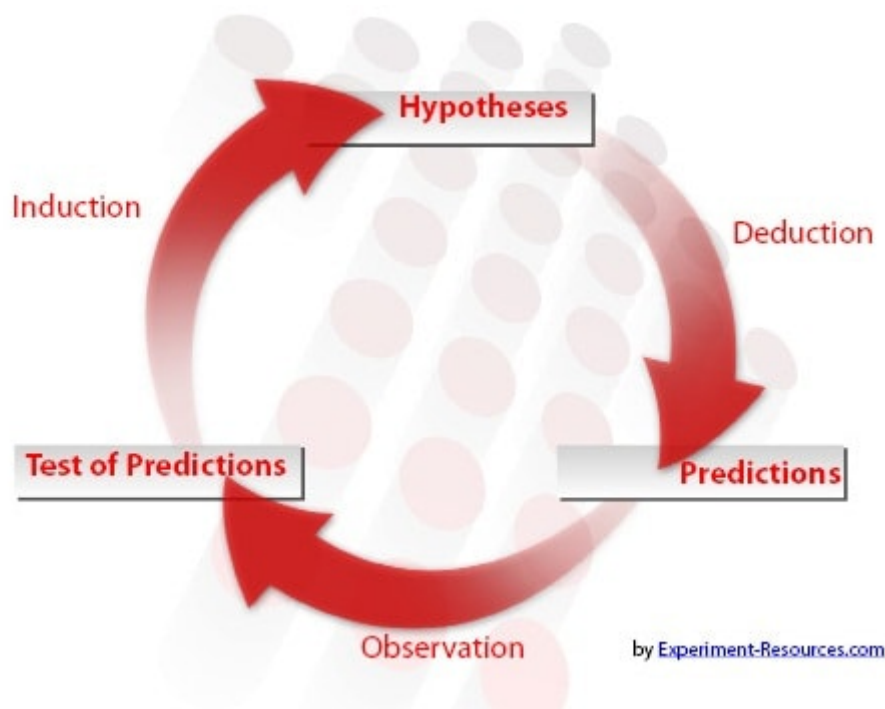 Hypotheses
Induction
Deduction
Test of Predictions
Predictions
Observation
by Experiment-Resources.com